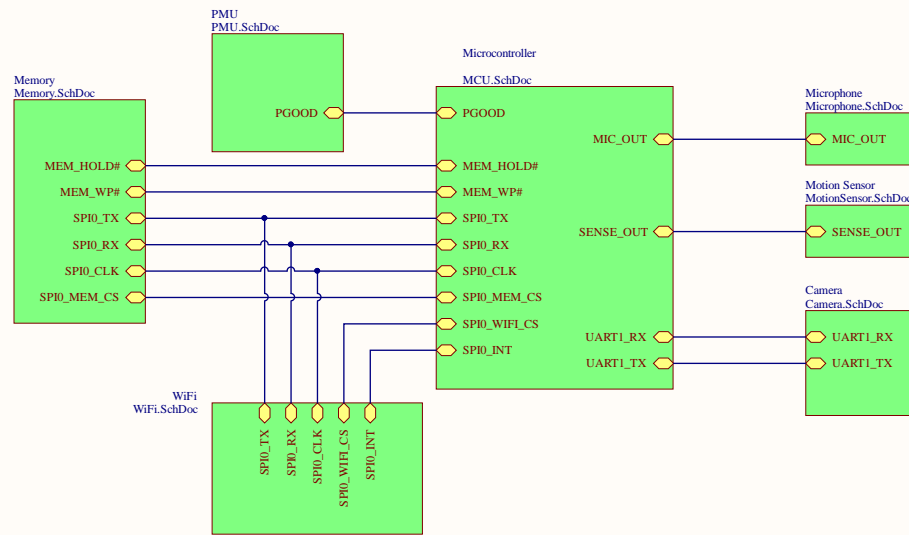 PMU
PMU.SchDoc
PGOOD
Memory
Memory.SchDoc
MEM_HOLD#
MEM_WP#
SPI0_TX
SPI0_RX
SPI0_CLK
SPI0_MEM_CS
Microcontroller
MCU.SchDoc
PGOOD
MEM_HOLD#
MEM_WP#
SPI0_TX
SPI0_RX
SPI0_CLK
SPI0_MEM_CS
SPI0_WIFI_CS
SPI0_INT
MIC_OUT
SENSE_OUT
UART1_RX
UART1_TX
Microphone
Microphone.SchDoc
MIC_OUT
Motion Sensor
MotionSensor.SchDoc
SENSE_OUT
Camera
Camera.SchDoc
UART1_RX
UART1_TX
WiFi
WiFi.SchDoc
SPI0_TX
SPI0_RX
SPI0_CLK
SPI0_WIFI_CS
SPI0_INT